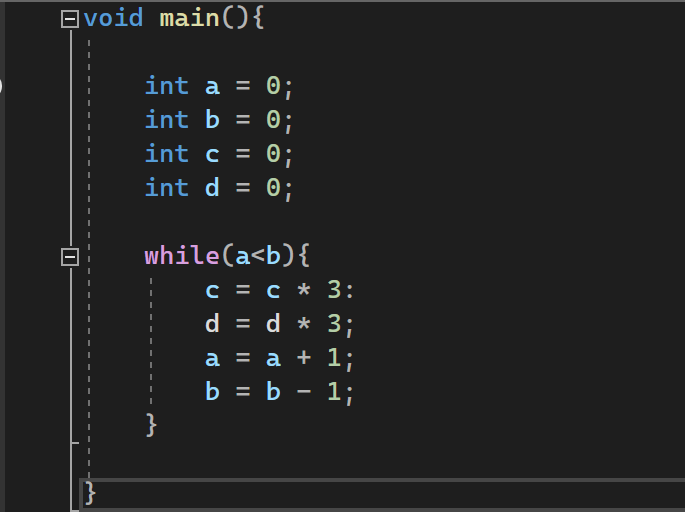 void main(){
int a = 0;
int b = 0;
int c = 0;
int d = 0;
while(a<b){
c = c * 3:
d = d * 3;
a = a + 1;
b = b - 1;
}
}